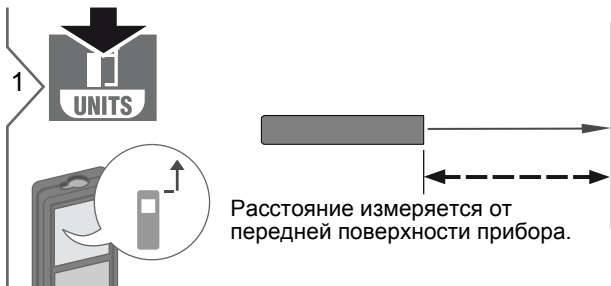 1
UNITS
Расстояние измеряется от
передней поверхности прибора.